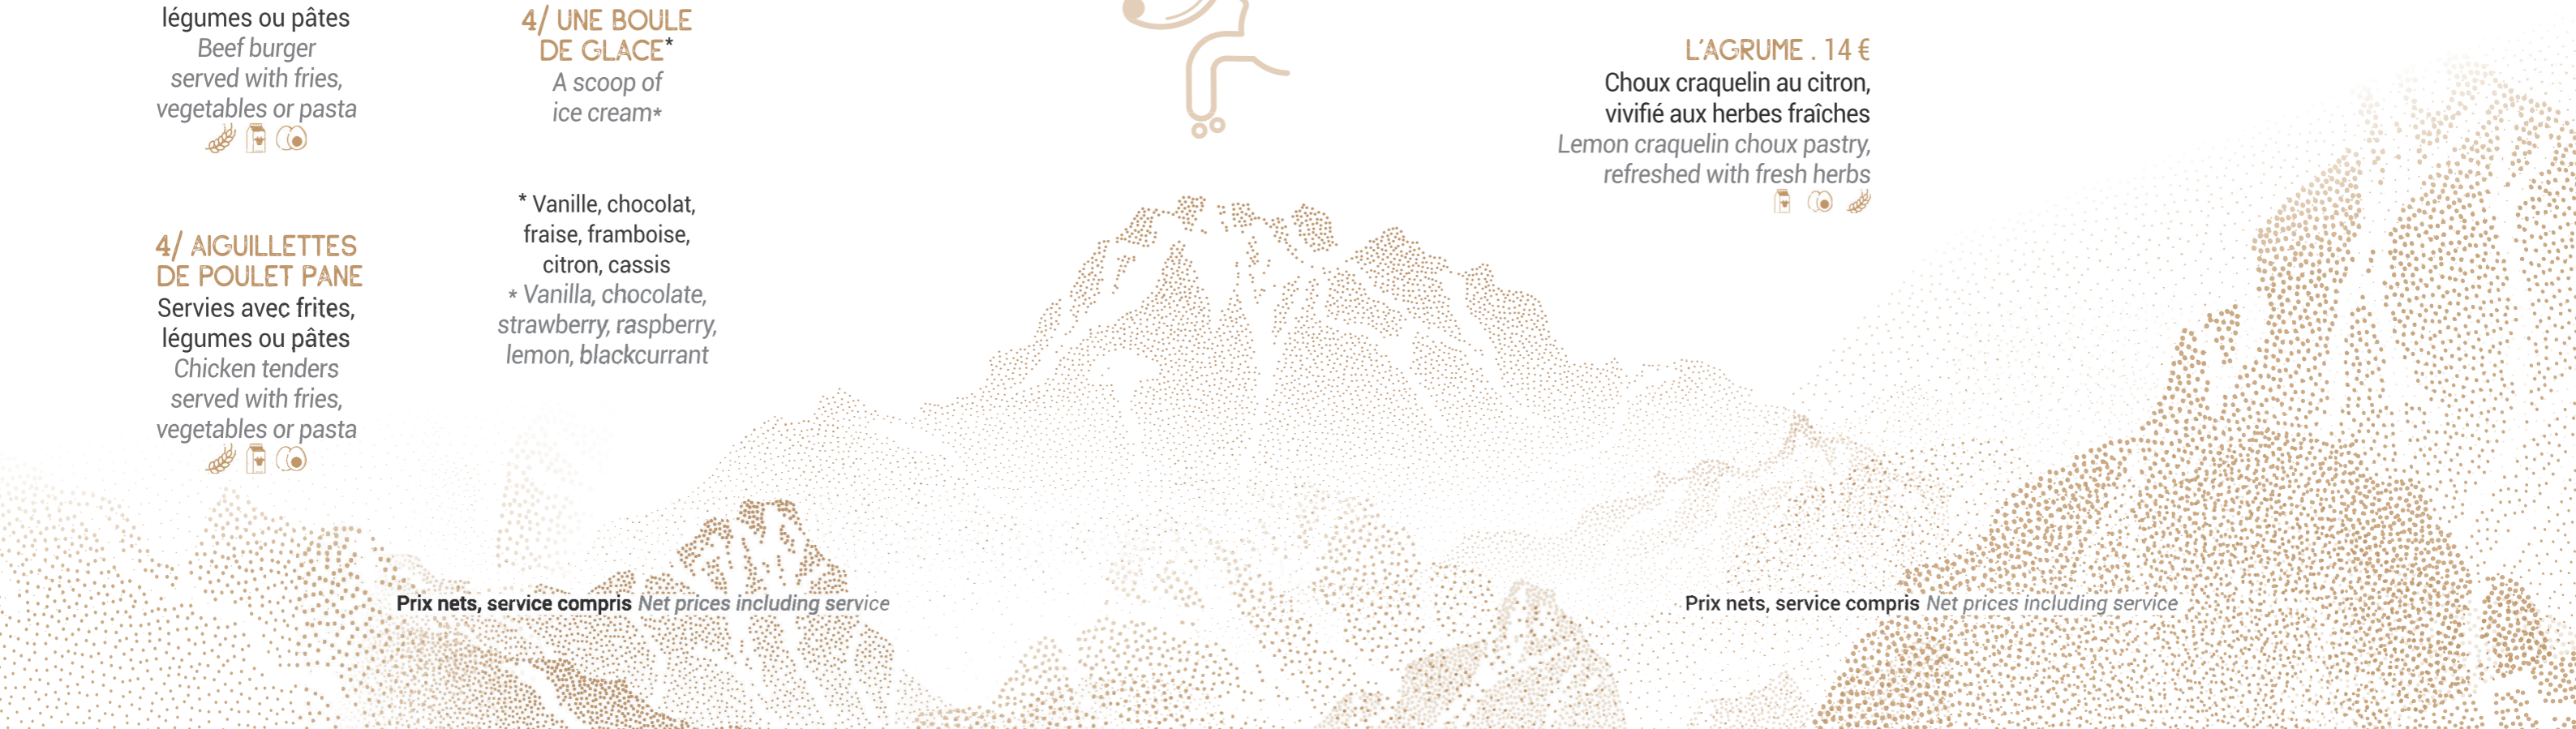 légumes ou pâtes
Beef burger
served with fries,
vegetables or pasta
4/ AIGUILLETTES
DE POULET PANE
Servies avec frites,
légumes ou pâtes
Chicken tenders
served with fries,
vegetables or pasta
4/ UNE BOULE
DE GLACE*
A scoop of
ice cream*
* Vanille, chocolat,
fraise, framboise,
citron, cassis
* Vanilla, chocolate,
strawberry, raspberry,
lemon, blackcurrant
Prix nets, service compris Net prices including service
L'AGRUME . 14 €
Choux craquelin au citron,
vivifié aux herbes fraîches
Lemon craquelin choux pastry,
refreshed with fresh herbs
Prix nets, service compris Net prices including service